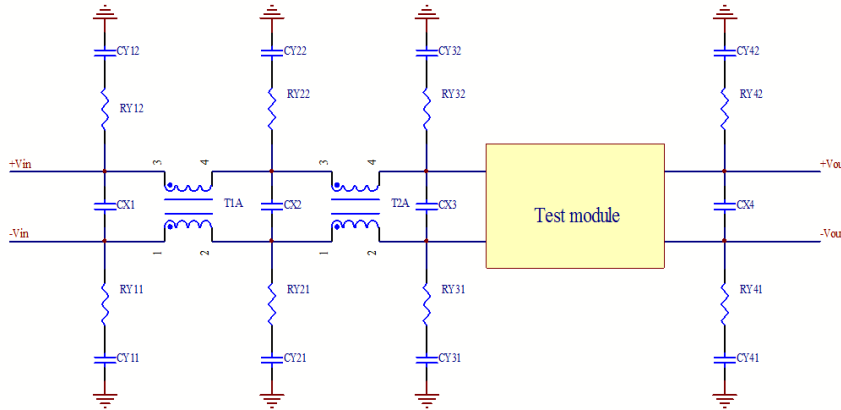 CY12 CY22 CY32 CY42
RY12 RY22 RY32 RY42
+Vin 3 4 3 4 +Vou
CX1 T1A CX2 T2A CX3 Test module CX4
-Vin 1 2 1 2 -Vou
RY11 RY21 RY31 RY41
CY11 CY21 CY31 CY41